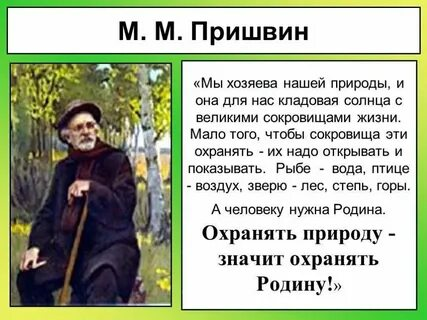 М. М. Пришвин
«Мы хозяева нашей природы, и
она для нас кладовая солнца с
великими сокровищами жизни.
Мало того, чтобы сокровища эти
охранять - их надо открывать и
показывать. Рыбе - вода, птице
- воздух, зверю - лес, степь, горы.
А человеку нужна Родина.
Охранять природу -
значит охранять
Родину!»